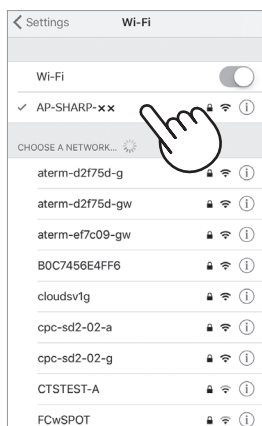 Settings Wi-Fi
Wi-Fi
AP-SHARP-××
CHOOSE A NETWORK...
aterm-d2f75d-g
aterm-d2f75d-gw
aterm-ef7c09-gw
B0C7456E4FF6
cloudsv1g
cpc-sd2-02-a
cpc-sd2-02-g
CTSTEST-A
FCwSPOT